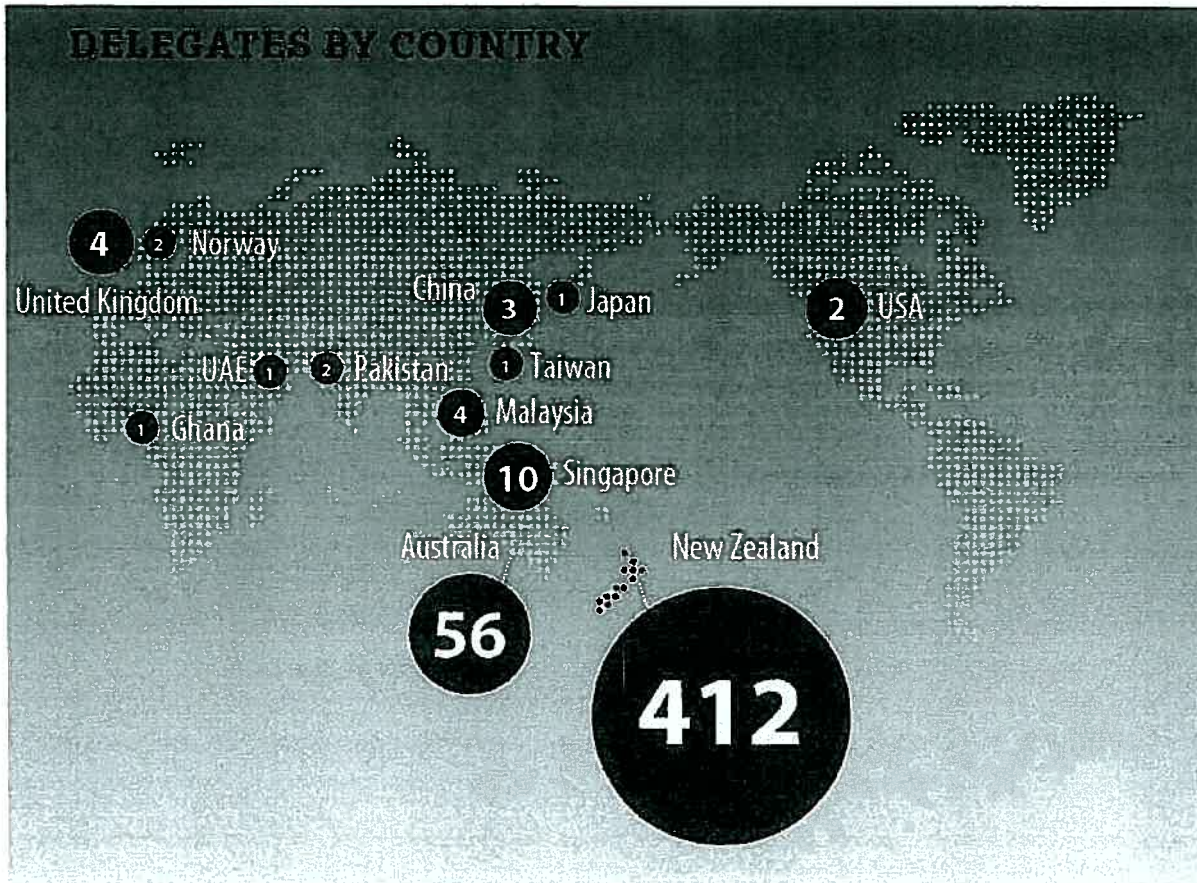 DELEGATES BY COUNTRY
4
2 Norway
United Kingdom
China
3
1 Japan
2 USA
UAE 1
2 Pakistan
1 Taiwan
4 Malaysia
1 Ghana
10 Singapore
Australia
New Zealand
56
412